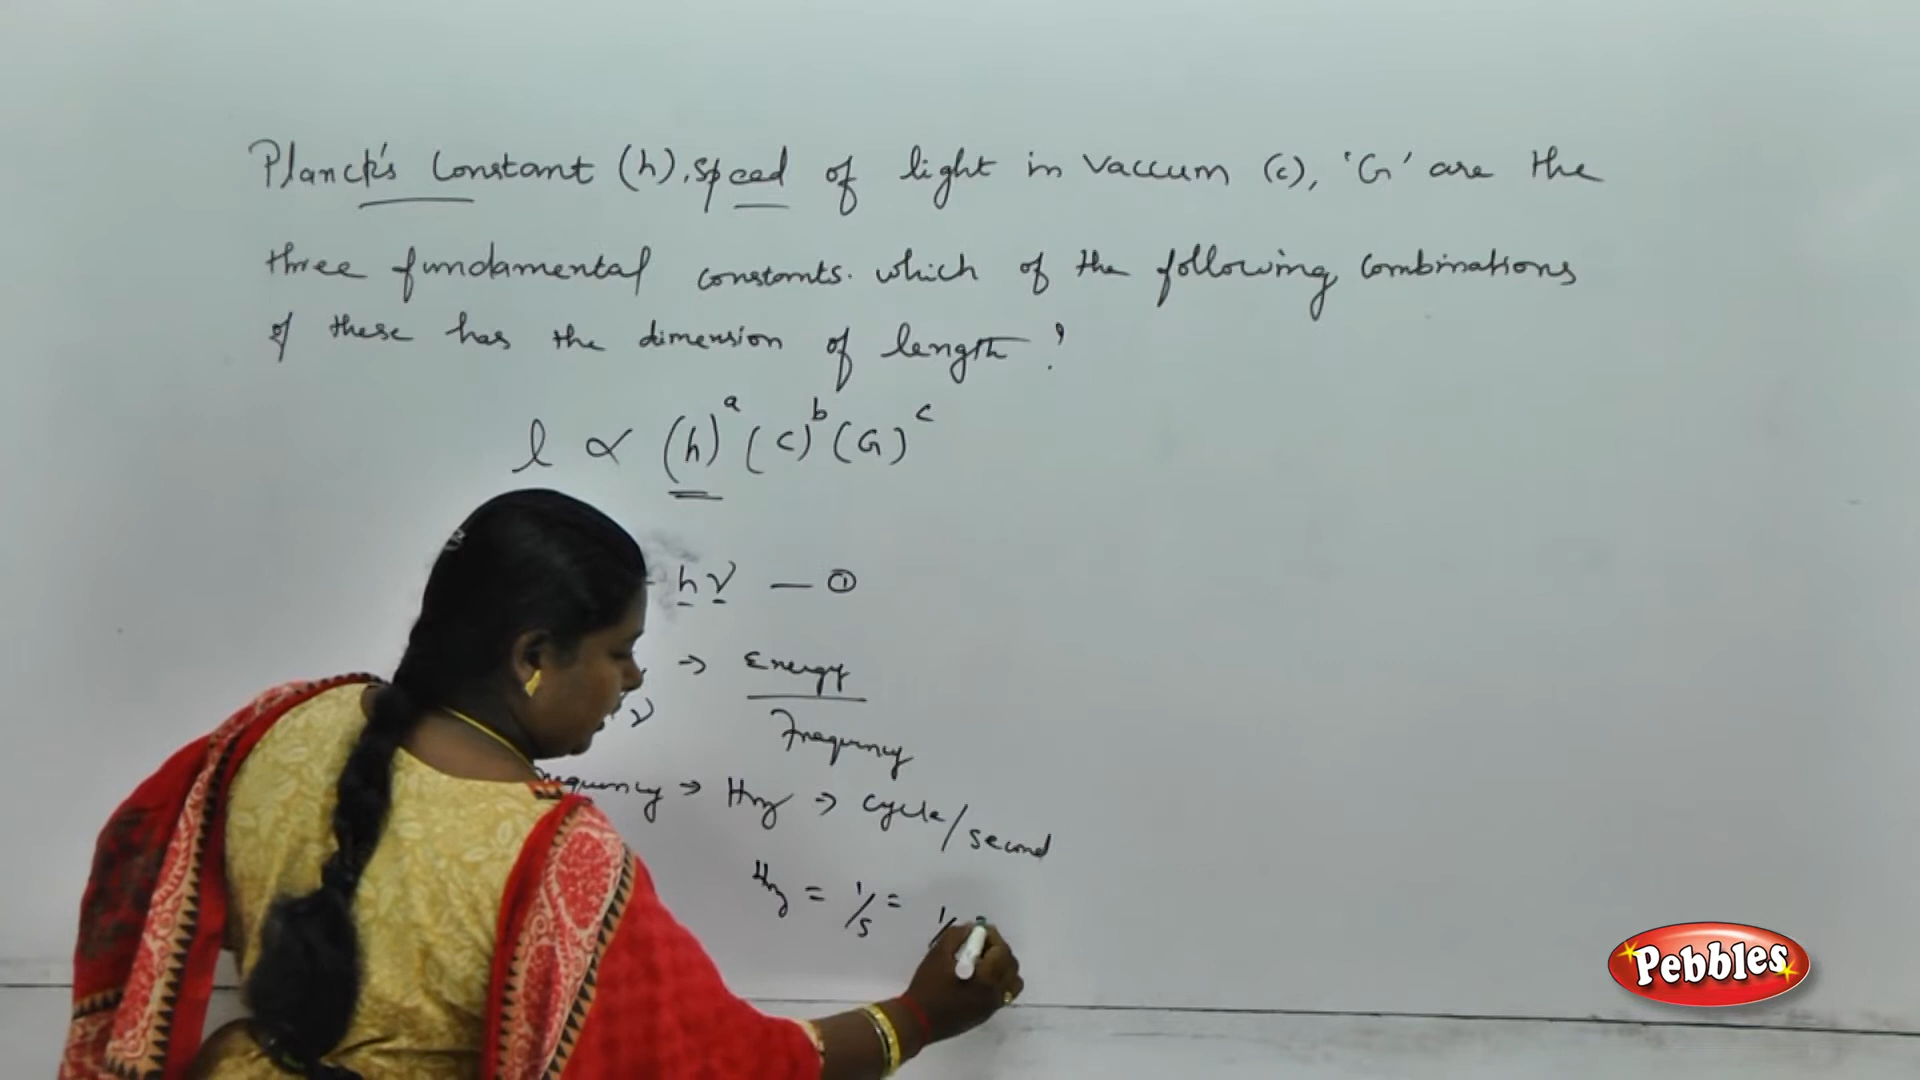 Planck's Constant (h), speed of light in Vaccum (c), 'G' are the
three fundamental constants. which of the following combinations
of these has the dimension of length?
l ∝ (h)^a (c)^b (G)^c
hν — ①
→ Energy
ν Frequency
→ Hz → cycle/second
Hz = 1/s = 1/
Pebbles